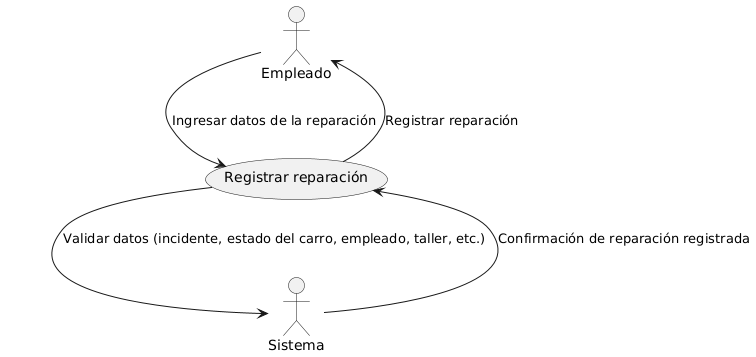 Empleado
Ingresar datos de la reparación
Registrar reparación
Registrar reparación
Validar datos (incidente, estado del carro, empleado, taller, etc.)
Confirmación de reparación registrada
Sistema